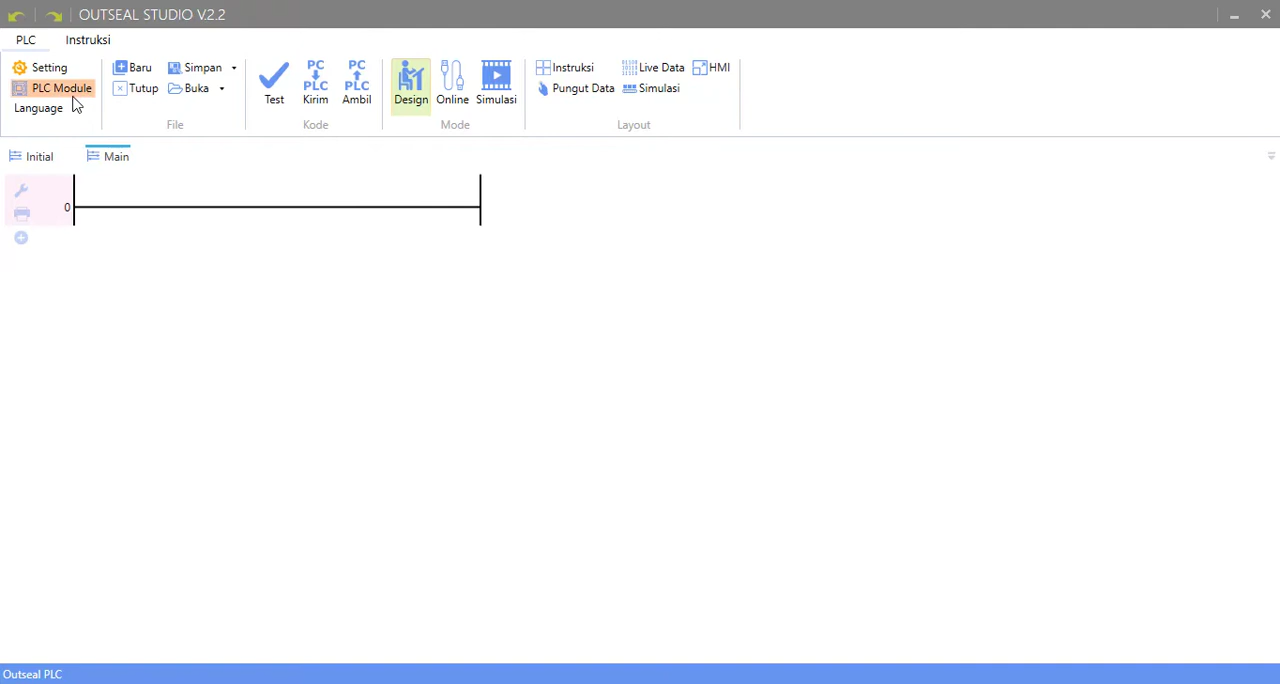 OUTSEAL STUDIO V.2.2
PLC Instruksi
Setting
PLC Module
Language
Baru Simpan
Tutup Buka
File
PC PLC Kirim
PC PLC Ambil
Test
Kode
Design Online Simulasi
Mode
Instruksi Live Data HMI
Pungut Data Simulasi
Layout
Initial Main
0
Outseal PLC